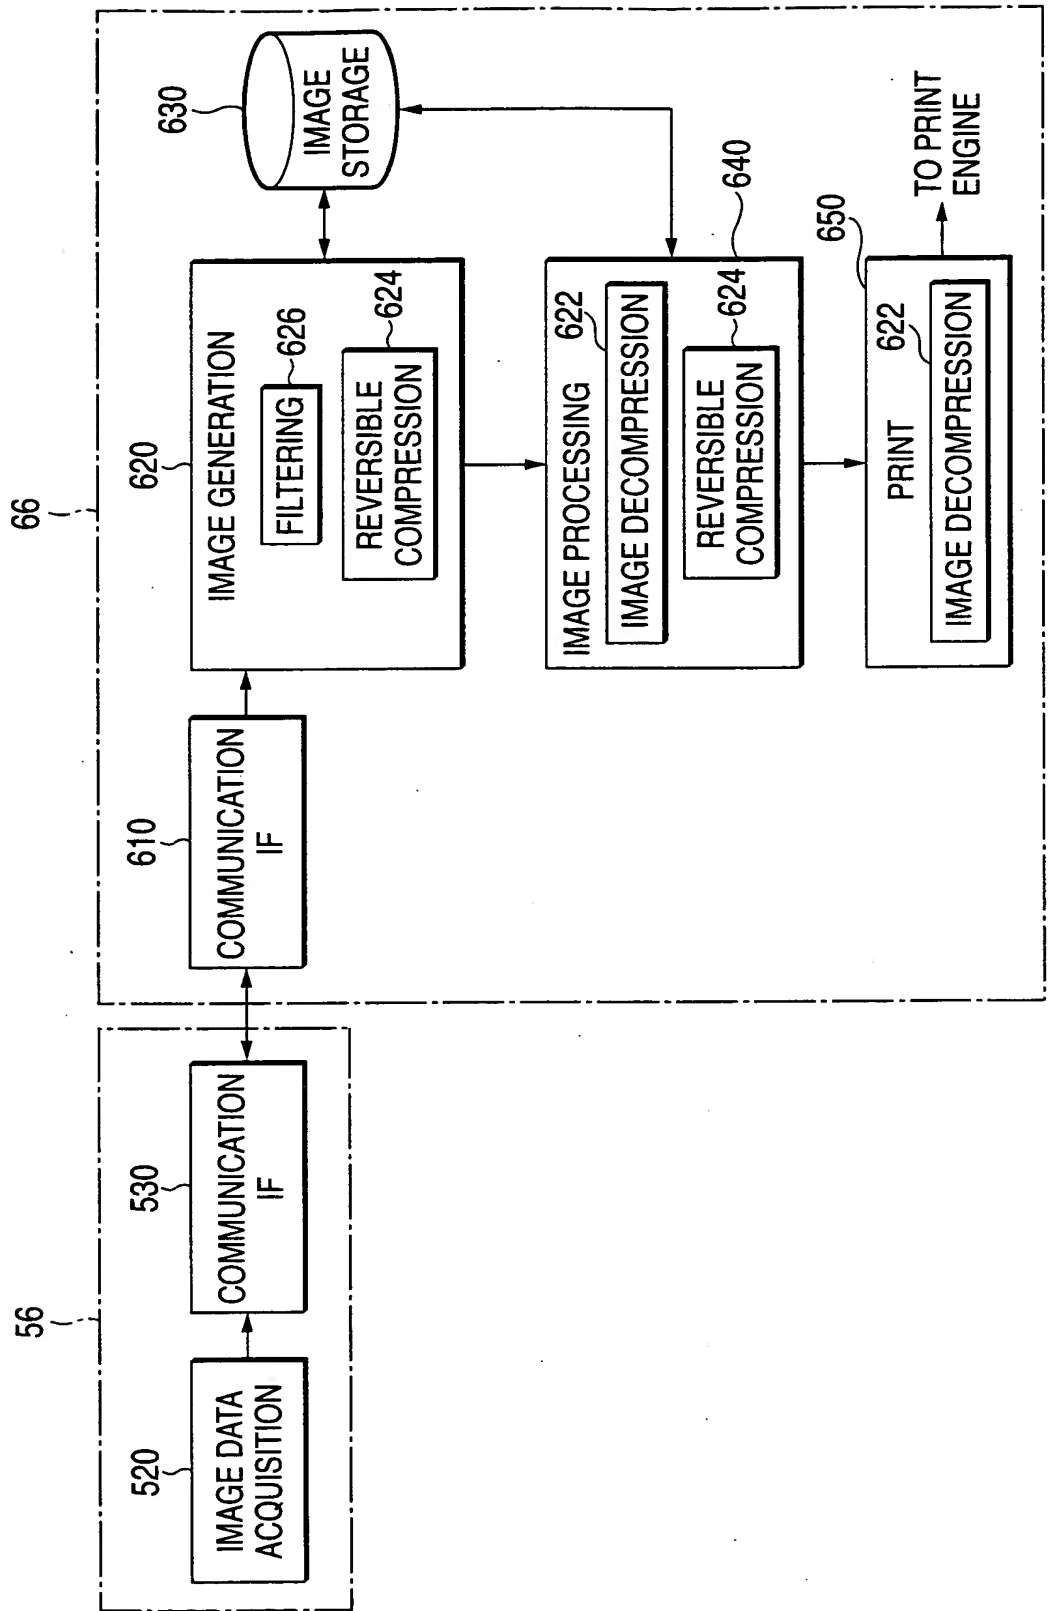 56
520
IMAGE DATA
ACQUISITION
530
COMMUNICATION
IF
66
610
COMMUNICATION
IF
620
IMAGE GENERATION
FILTERING
626
REVERSIBLE
COMPRESSION
624
630
IMAGE
STORAGE
640
IMAGE PROCESSING
622
IMAGE DECOMPRESSION
REVERSIBLE
COMPRESSION
624
650
PRINT
622
IMAGE DECOMPRESSION
TO PRINT
ENGINE